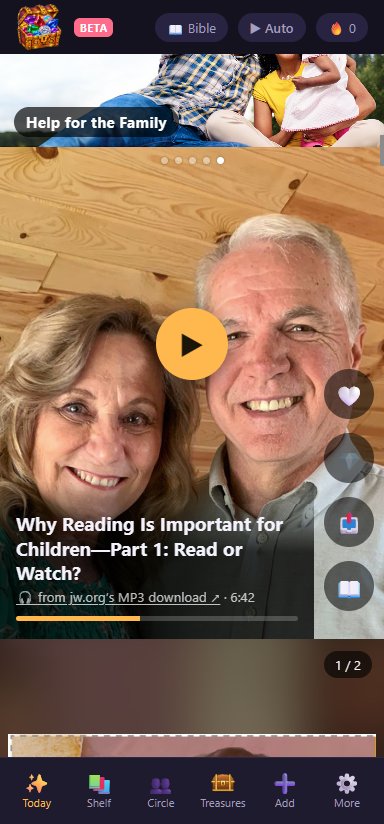 BETA
Bible
Auto
0
Help for the Family
Why Reading Is Important for
Children—Part 1: Read or
Watch?
from jw.org's MP3 download ↗ · 6:42
1 / 2
Today
Shelf
Circle
Treasures
Add
More